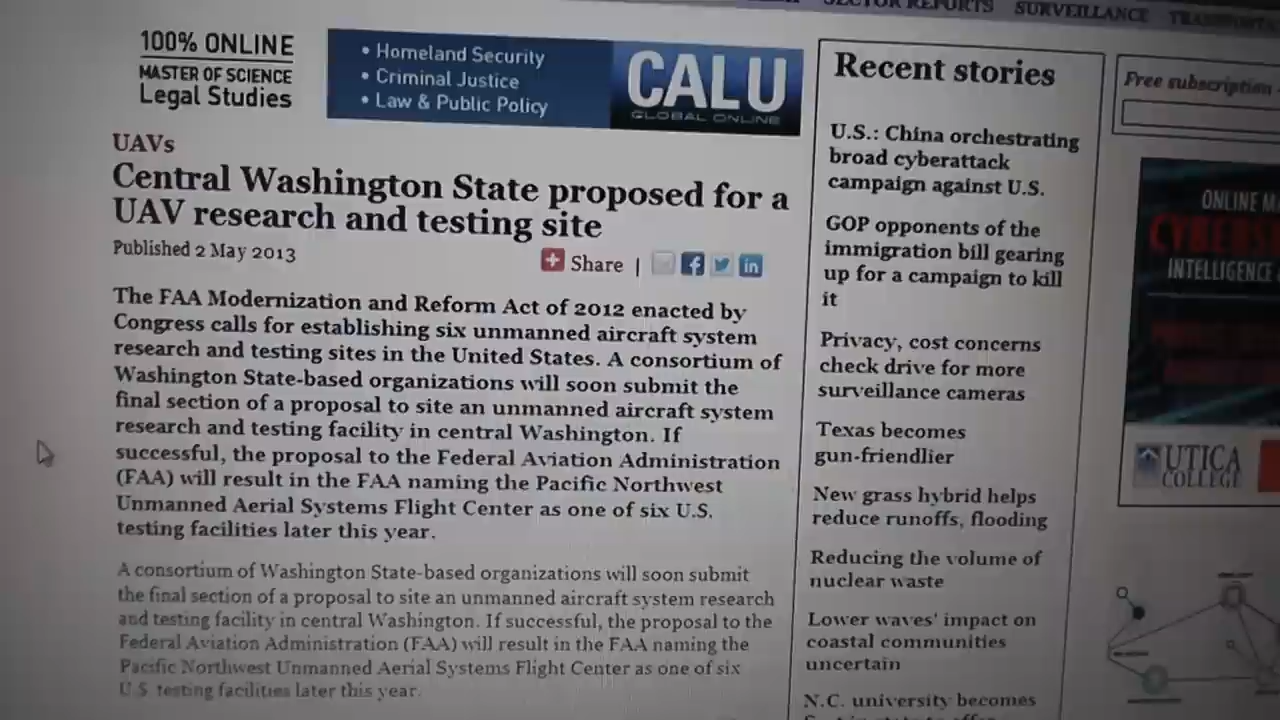 SECTOR REPORTS SURVEILLANCE
100% ONLINE
MASTER OF SCIENCE
Legal Studies
• Homeland Security
• Criminal Justice
• Law & Public Policy
CALU
GLOBAL ONLINE
UAVs
Central Washington State proposed for a
UAV research and testing site
Published 2 May 2013
Share |
The FAA Modernization and Reform Act of 2012 enacted by
Congress calls for establishing six unmanned aircraft system
research and testing sites in the United States. A consortium of
Washington State-based organizations will soon submit the
final section of a proposal to site an unmanned aircraft system
research and testing facility in central Washington. If
successful, the proposal to the Federal Aviation Administration
(FAA) will result in the FAA naming the Pacific Northwest
Unmanned Aerial Systems Flight Center as one of six U.S.
testing facilities later this year.
A consortium of Washington State-based organizations will soon submit
the final section of a proposal to site an unmanned aircraft system research
and testing facility in central Washington. If successful, the proposal to the
Federal Aviation Administration (FAA) will result in the FAA naming the
Pacific Northwest Unmanned Aerial Systems Flight Center as one of six
U.S. testing facilities later this year.
Recent stories
U.S.: China orchestrating
broad cyberattack
campaign against U.S.
GOP opponents of the
immigration bill gearing
up for a campaign to kill
it
Privacy, cost concerns
check drive for more
surveillance cameras
Texas becomes
gun-friendlier
New grass hybrid helps
reduce runoffs, flooding
Reducing the volume of
nuclear waste
Lower waves' impact on
coastal communities
uncertain
N.C. university becomes
Free subscription
ONLINE
INTELLIGENCE
UTICA
COLLEGE